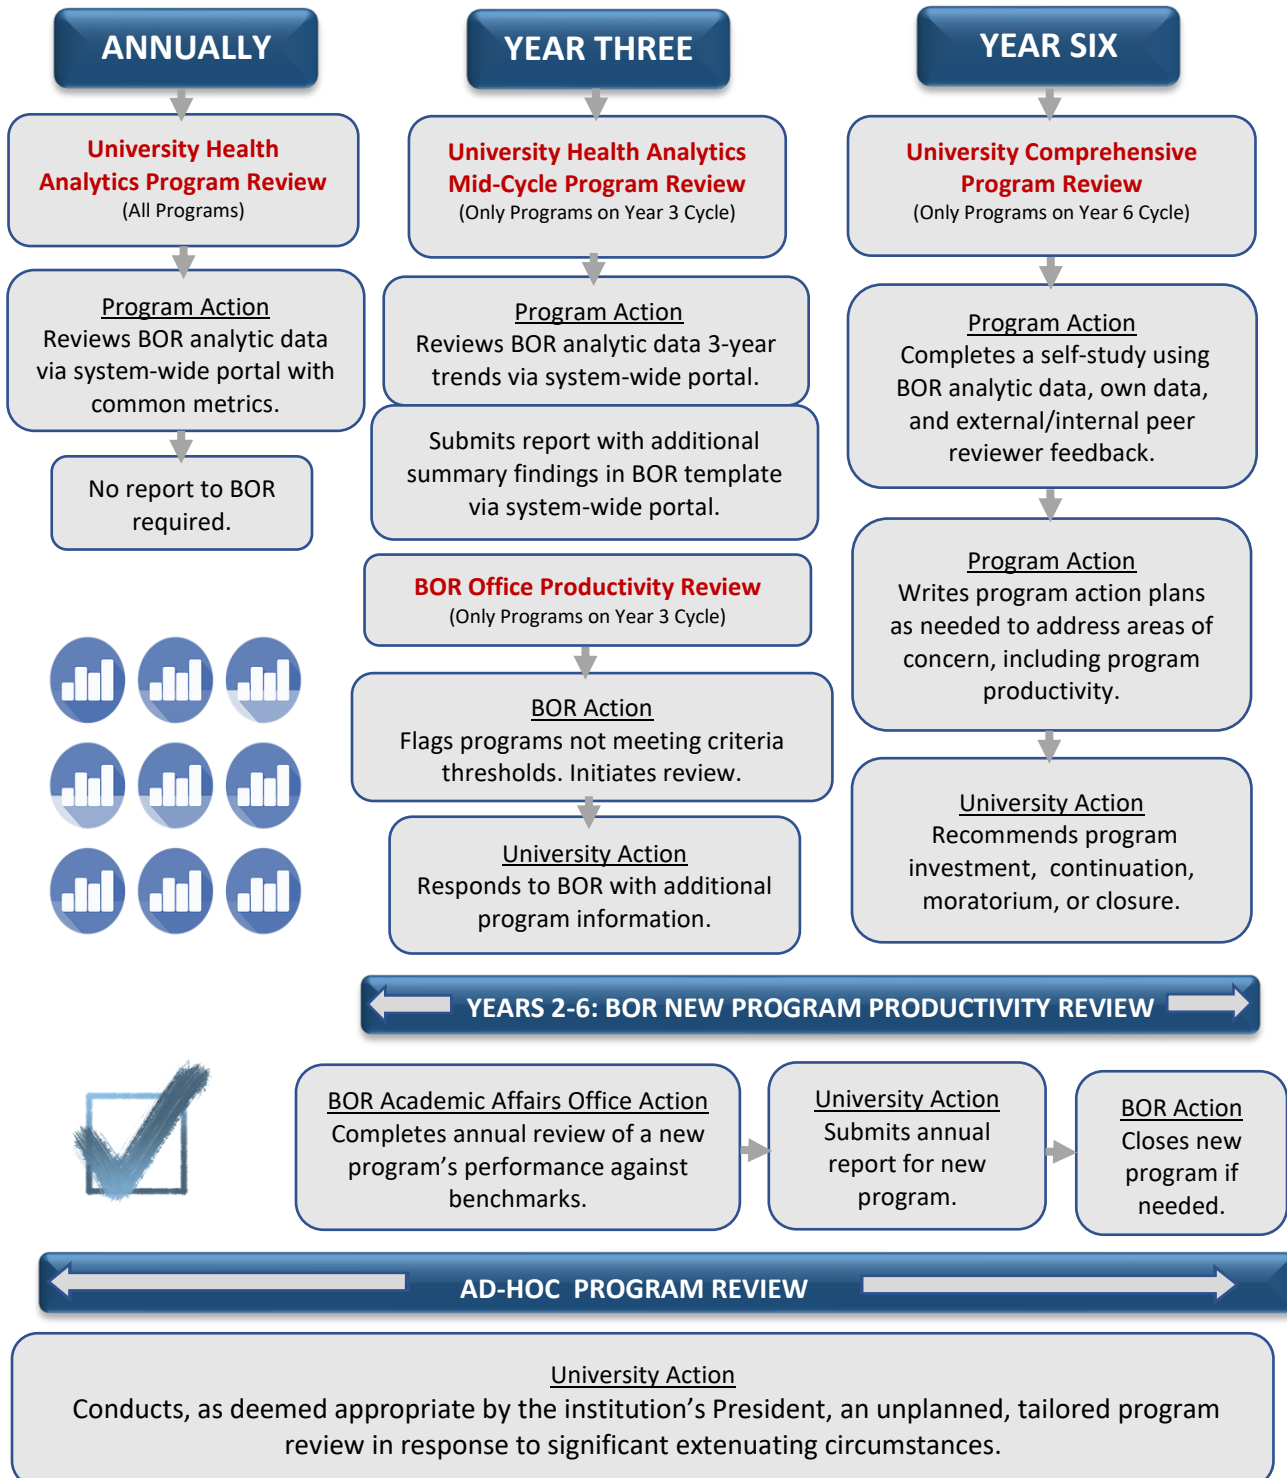 ANNUALLY
University Health
Analytics Program Review
(All Programs)
Program Action
Reviews BOR analytic data
via system-wide portal with
common metrics.
No report to BOR
required.
YEAR THREE
University Health Analytics
Mid-Cycle Program Review
(Only Programs on Year 3 Cycle)
Program Action
Reviews BOR analytic data 3-year
trends via system-wide portal.
Submits report with additional
summary findings in BOR template
via system-wide portal.
BOR Office Productivity Review
(Only Programs on Year 3 Cycle)
BOR Action
Flags programs not meeting criteria
thresholds. Initiates review.
University Action
Responds to BOR with additional
program information.
YEAR SIX
University Comprehensive
Program Review
(Only Programs on Year 6 Cycle)
Program Action
Completes a self-study using
BOR analytic data, own data,
and external/internal peer
reviewer feedback.
Program Action
Writes program action plans
as needed to address areas of
concern, including program
productivity.
University Action
Recommends program
investment, continuation,
moratorium, or closure.
YEARS 2-6: BOR NEW PROGRAM PRODUCTIVITY REVIEW
BOR Academic Affairs Office Action
Completes annual review of a new
program’s performance against
benchmarks.
University Action
Submits annual
report for new
program.
BOR Action
Closes new
program if
needed.
AD-HOC PROGRAM REVIEW
University Action
Conducts, as deemed appropriate by the institution’s President, an unplanned, tailored program
review in response to significant extenuating circumstances.